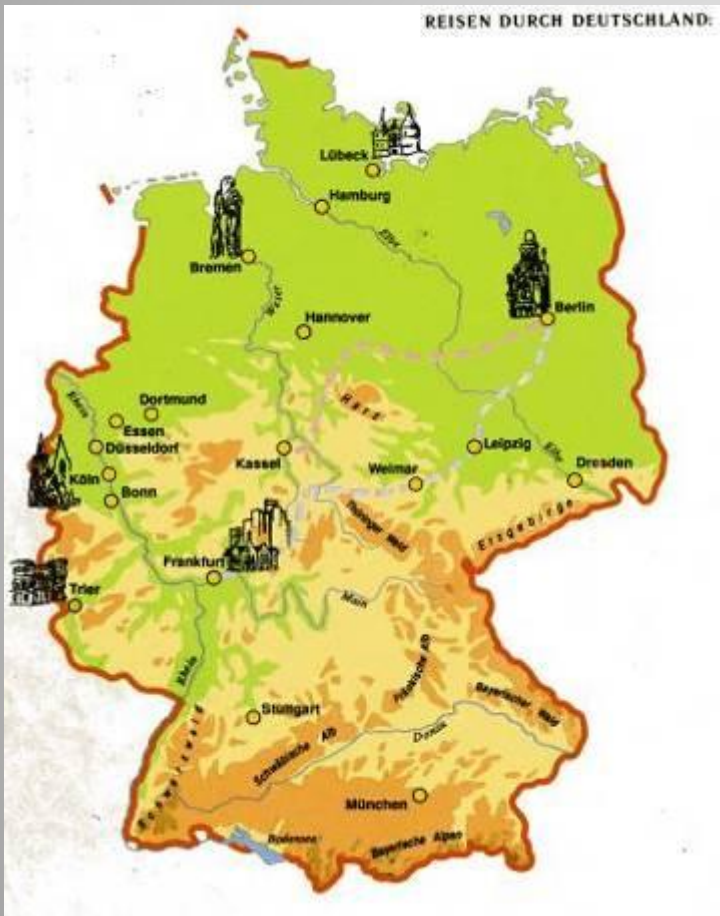 REISEN DURCH DEUTSCHLAND:
Lübeck
Hamburg
Elbe
Bremen
Weser
Berlin
Hannover
Rhein
Dortmund
Harz
Essen
Düsseldorf
Kassel
Leipzig
Elbe
Köln
Weimar
Dresden
Bonn
Thüringer Wald
Erzgebirge
Frankfurt
Trier
Main
Rhein
Fränkische Alb
Bayerischer Wald
Stuttgart
Schwarzwald
Schwäbische Alb
Donau
München
Bodensee
Bayerische Alpen